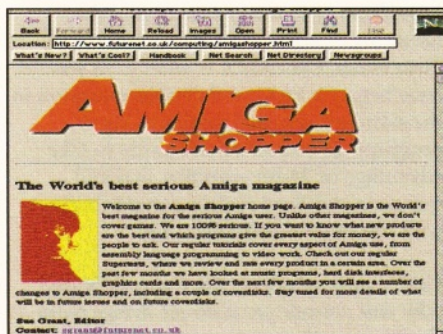 Back Forward Home Reload Images Open Print Find Stop N
Location: http://www.futurenet.co.uk/computing/amigashopper.html
What's New? What's Cool? Handbook Net Search Net Directory Newsgroups
AMIGA
SHOPPER
The World's best serious Amiga magazine
Welcome to the Amiga Shopper home page. Amiga Shopper is the World's
best magazine for the serious Amiga user. Unlike other magazines, we don't
cover games. We are 100% serious. If you want to know what new products
are the best and which programs give the greatest value for money, we are the
people to ask. Our regular tutorials cover every aspect of Amiga use, from
assembly language programming to video work. Check out our regular
Supertests, where we review and rate every product in a certain area. Over the
past few months we have looked at music programs, hard disk interfaces,
graphics cards and more. Over the next few months you will see a number of
changes to Amiga Shopper, including a couple of coverdisks. Stay tuned for more details of what
will be in future issues and on future coverdisks.
Sue Grant, Editor
Contact: sgrant@futurenet.co.uk